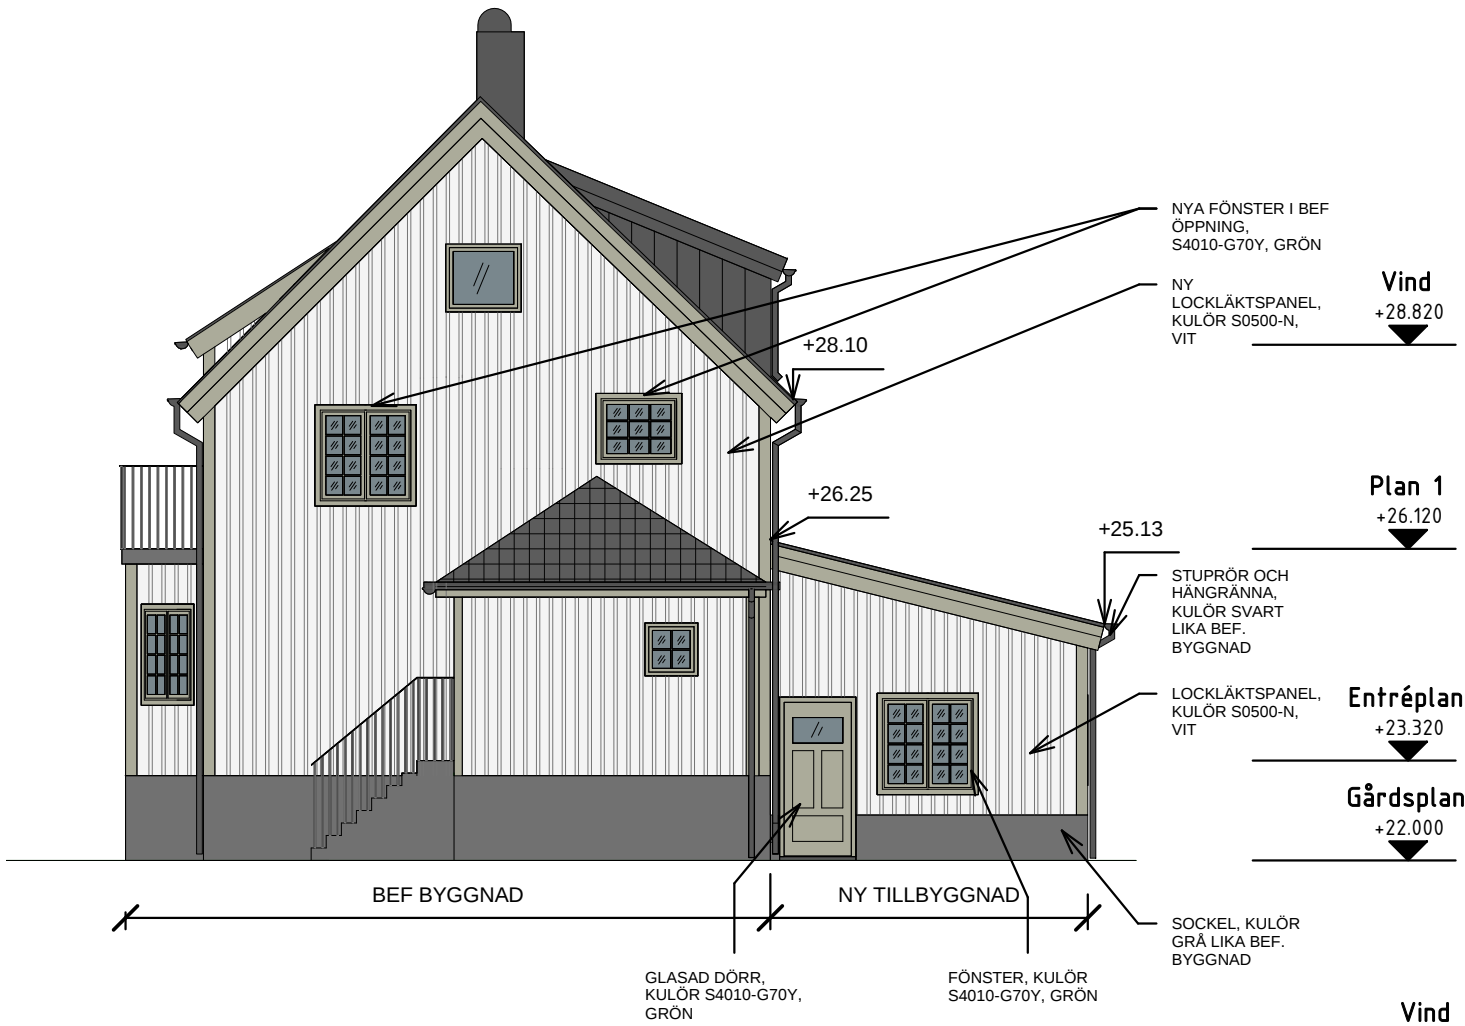 NYA FÖNSTER I BEF
ÖPPNING,
S4010-G70Y, GRÖN
NY
LOCKLÄKTSPANEL,
KULÖR S0500-N,
VIT
Vind
+28.820
+28.10
+26.25
Plan 1
+26.120
+25.13
STUPRÖR OCH
HÄNGRÄNNA,
KULÖR SVART
LIKA BEF.
BYGGNAD
LOCKLÄKTSPANEL,
KULÖR S0500-N,
VIT
Entréplan
+23.320
Gårdsplan
+22.000
BEF BYGGNAD
NY TILLBYGGNAD
SOCKEL, KULÖR
GRÅ LIKA BEF.
BYGGNAD
GLASAD DÖRR,
KULÖR S4010-G70Y,
GRÖN
FÖNSTER, KULÖR
S4010-G70Y, GRÖN
Vind